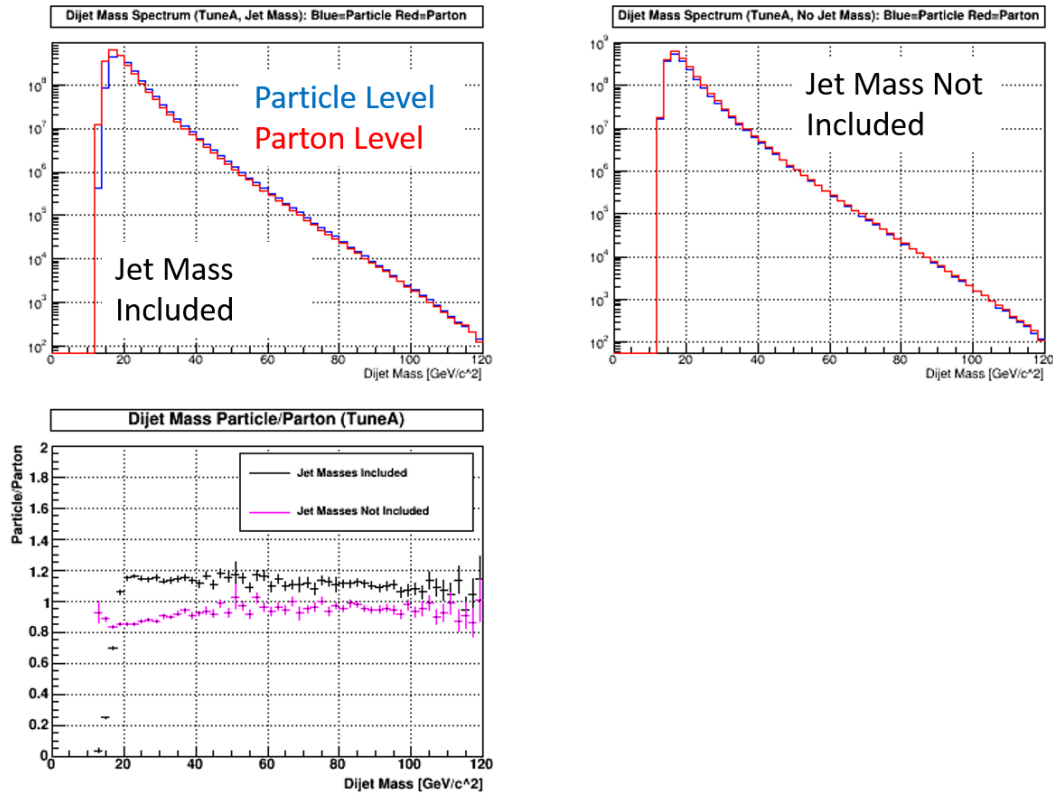 Dijet Mass Spectrum (TuneA, Jet Mass): Blue=Particle Red=Parton
10^8
10^7
10^6
10^5
10^4
10^3
10^2
Particle Level
Parton Level
Jet Mass
Included
0 20 40 60 80 100 120
Dijet Mass [GeV/c^2]
Dijet Mass Spectrum (TuneA, No Jet Mass): Blue=Particle Red=Parton
10^9
10^8
10^7
10^6
10^5
10^4
10^3
10^2
Jet Mass Not
Included
0 20 40 60 80 100 120
Dijet Mass [GeV/c^2]
Dijet Mass Particle/Parton (TuneA)
Particle/Parton
2
1.8
1.6
1.4
1.2
1
0.8
0.6
0.4
0.2
0
Jet Masses Included
Jet Masses Not Included
0 20 40 60 80 100 120
Dijet Mass [GeV/c^2]